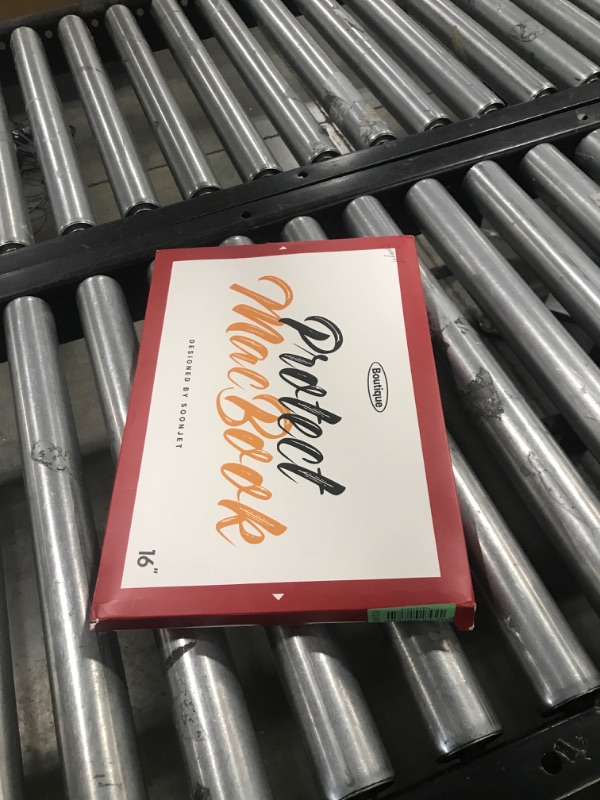 Boutique
Protect
MacBook
DESIGNED BY SOONJET
16"